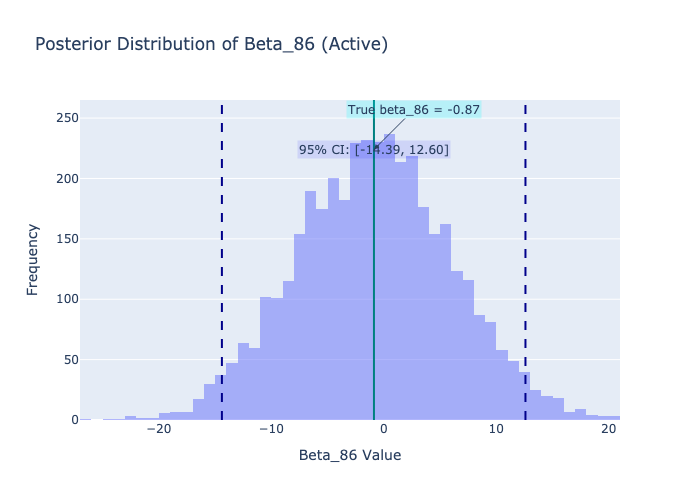 Posterior Distribution of Beta_86 (Active)
True beta_86 = -0.87
95% CI: [-14.39, 12.60]
250
200
150
100
50
0
Frequency
−20
−10
0
10
20
Beta_86 Value